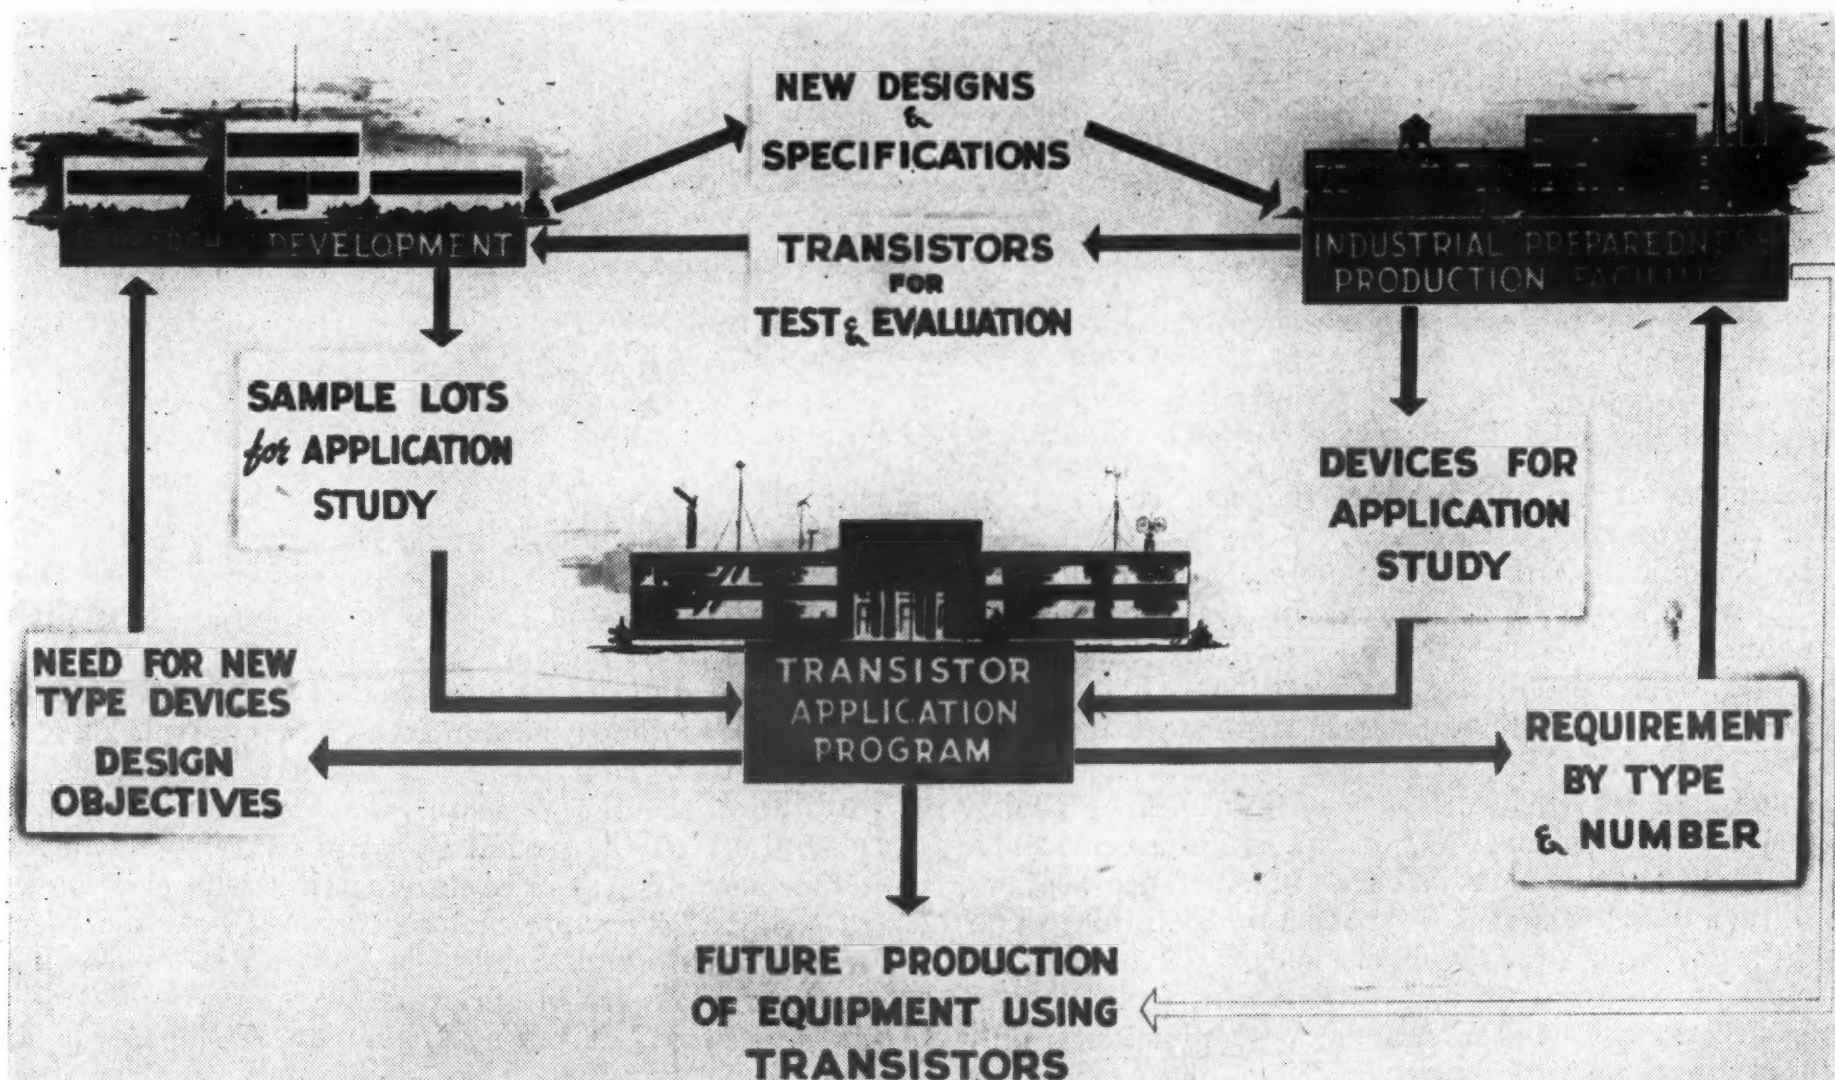 NEW DESIGNS
&
SPECIFICATIONS
DEVELOPMENT
TRANSISTORS
FOR
TEST & EVALUATION
INDUSTRIAL PREPAREDNESS
PRODUCTION FACILITIES
SAMPLE LOTS
for APPLICATION
STUDY
DEVICES FOR
APPLICATION
STUDY
NEED FOR NEW
TYPE DEVICES
DESIGN
OBJECTIVES
TRANSISTOR
APPLICATION
PROGRAM
REQUIREMENT
BY TYPE
& NUMBER
FUTURE PRODUCTION
OF EQUIPMENT USING
TRANSISTORS